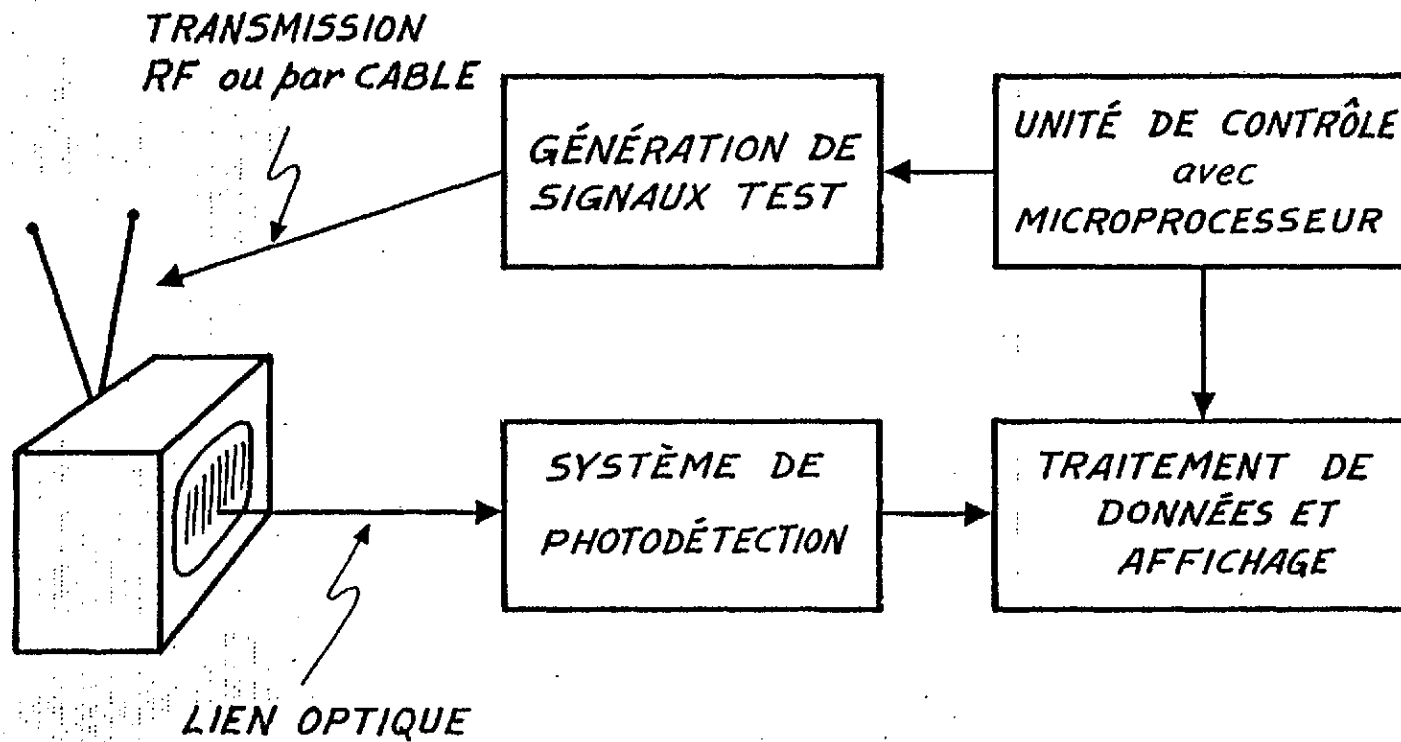 TRANSMISSION
RF ou par CABLE
GÉNÉRATION DE
SIGNAUX TEST
UNITÉ DE CONTRÔLE
avec
MICROPROCESSEUR
SYSTÈME DE
PHOTODÉTECTION
TRAITEMENT DE
DONNÉES ET
AFFICHAGE
LIEN OPTIQUE